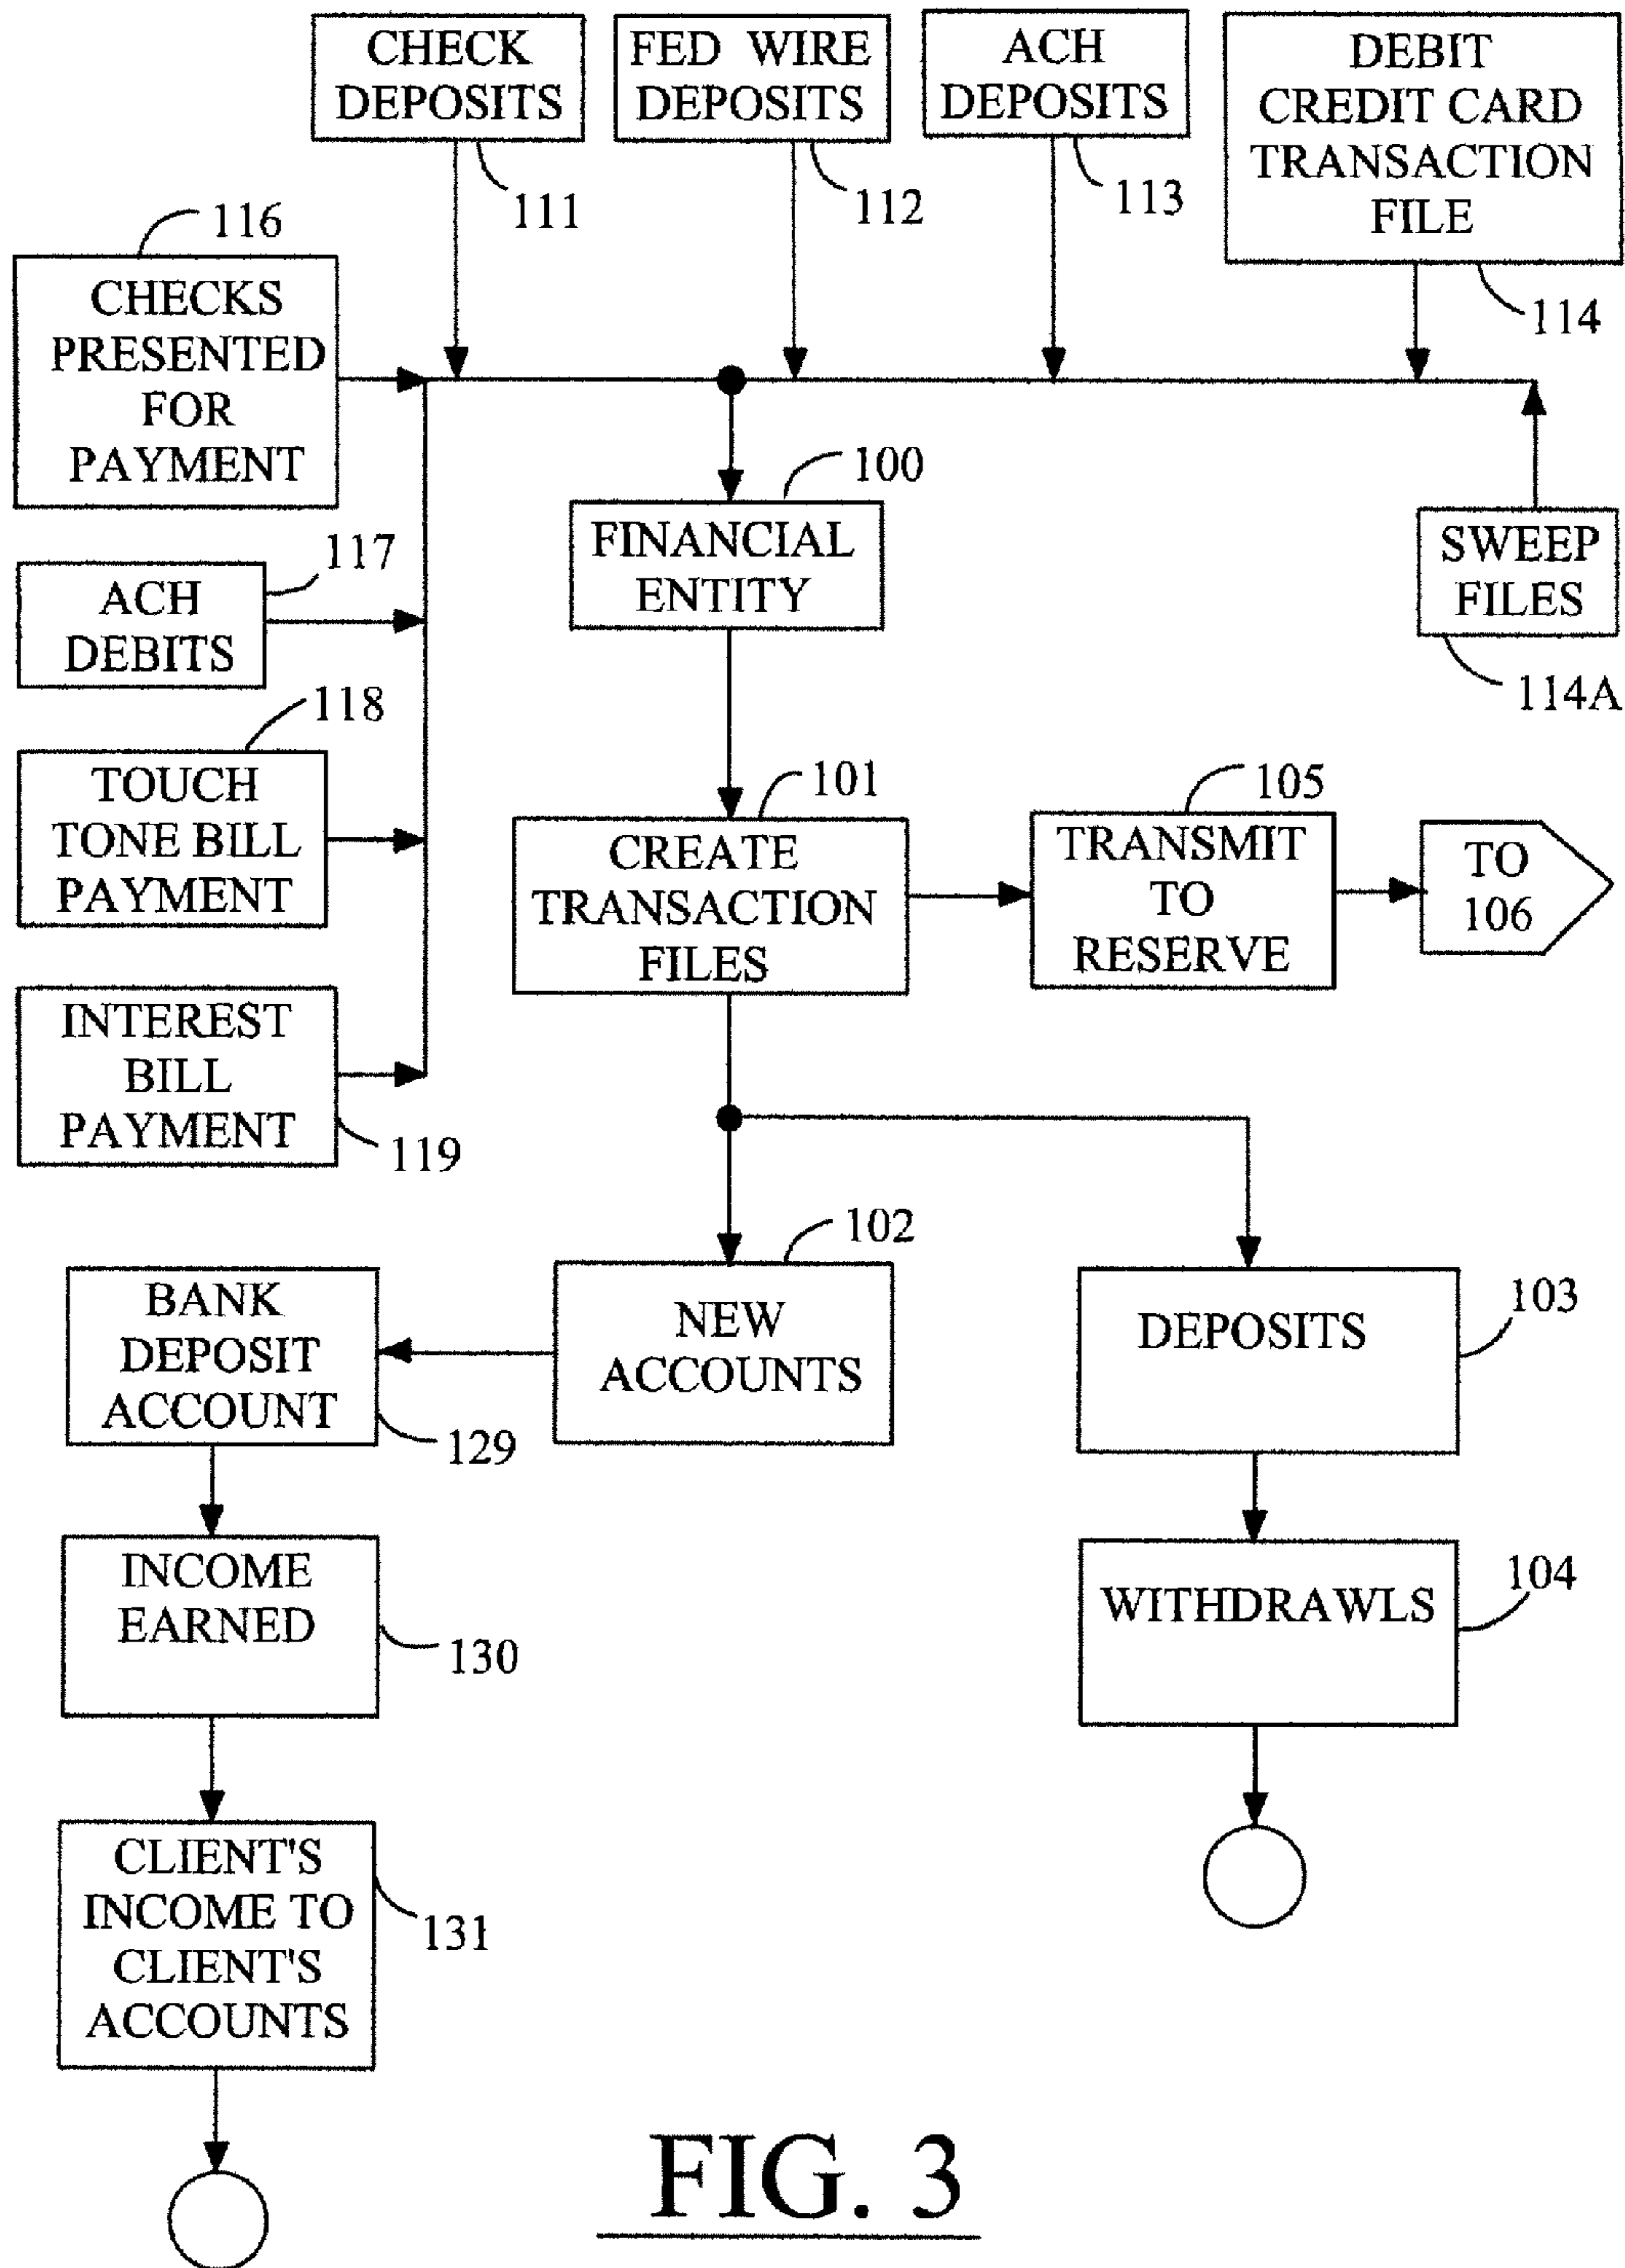 CHECK
DEPOSITS
111
FED WIRE
DEPOSITS
112
ACH
DEPOSITS
113
DEBIT
CREDIT CARD
TRANSACTION
FILE
114
116
CHECKS
PRESENTED
FOR
PAYMENT
100
FINANCIAL
ENTITY
SWEEP
FILES
114A
117
ACH
DEBITS
118
TOUCH
TONE BILL
PAYMENT
101
CREATE
TRANSACTION
FILES
105
TRANSMIT
TO
RESERVE
TO
106
INTEREST
BILL
PAYMENT
119
102
NEW
ACCOUNTS
BANK
DEPOSIT
ACCOUNT
129
DEPOSITS
103
INCOME
EARNED
130
WITHDRAWLS
104
CLIENT'S
INCOME TO
CLIENT'S
ACCOUNTS
131
FIG. 3